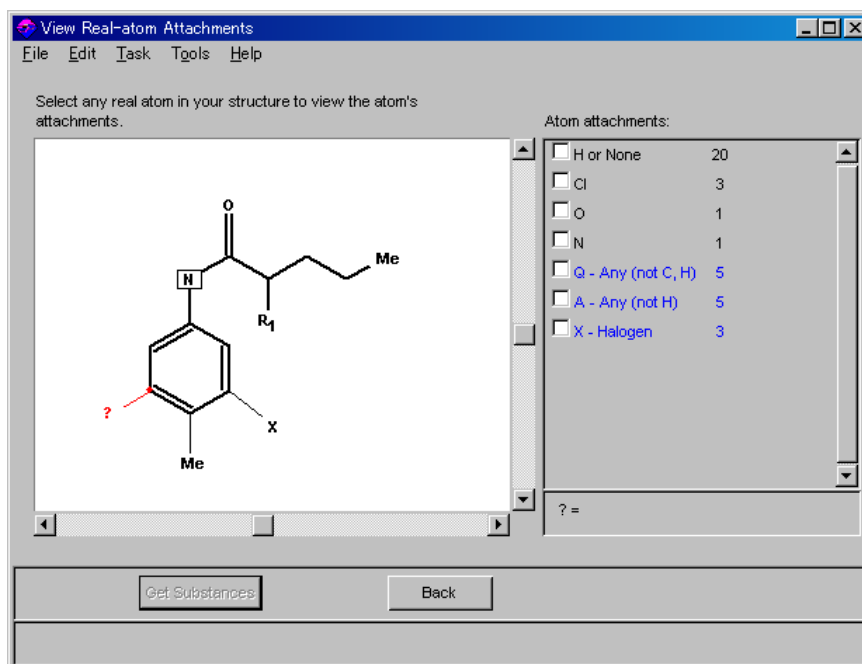 View Real-atom Attachments
File Edit Task Tools Help
Select any real atom in your structure to view the atom's
attachments.
Atom attachments:
H or None 20
Cl 3
O 1
N 1
Q - Any (not C, H) 5
A - Any (not H) 5
X - Halogen 3
O
N
Me
R1
?
X
Me
? =
Get Substances
Back